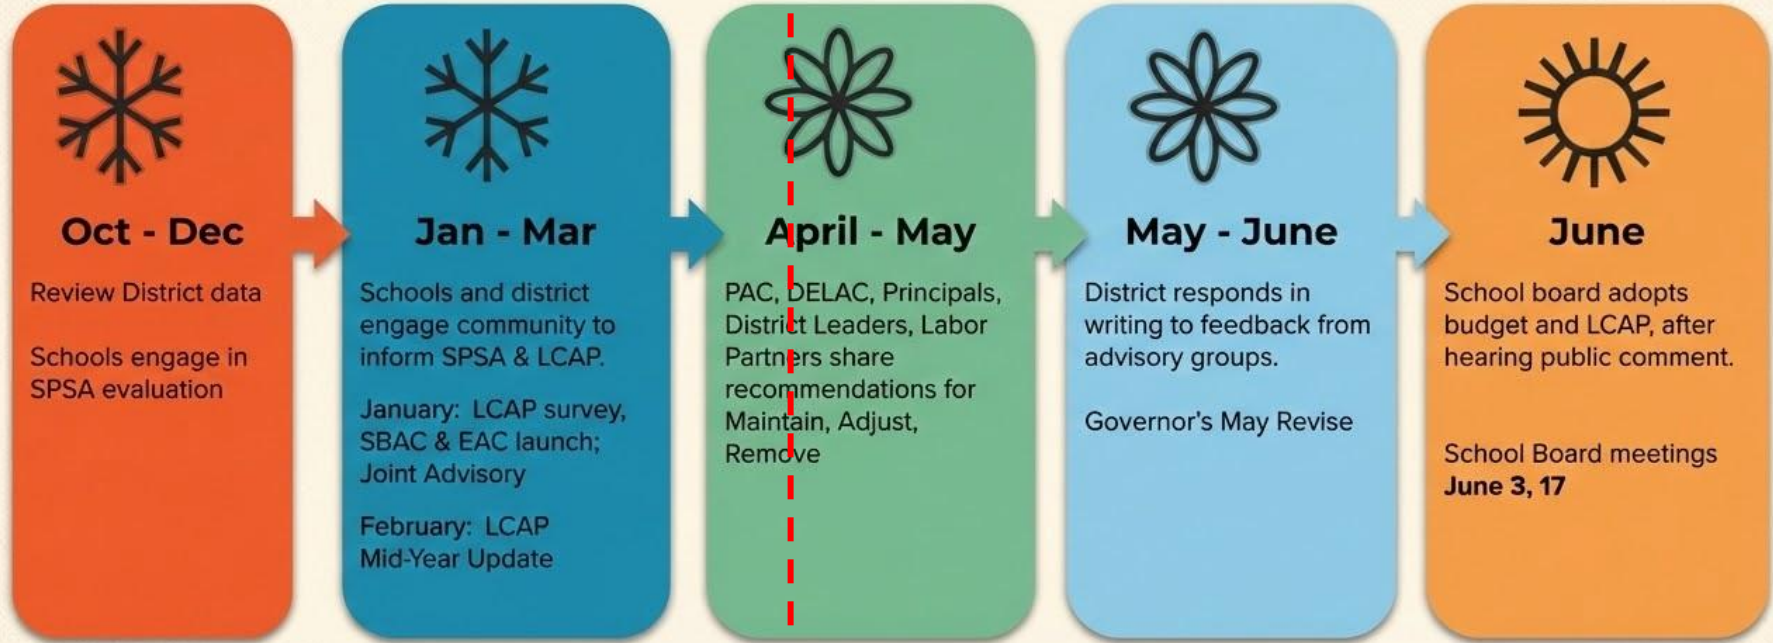 Oct - Dec
Review District data
Schools engage in
SPSA evaluation
Jan - Mar
Schools and district
engage community to
inform SPSA & LCAP.
January: LCAP survey,
SBAC & EAC launch;
Joint Advisory
February: LCAP
Mid-Year Update
April - May
PAC, DELAC, Principals,
District Leaders, Labor
Partners share
recommendations for
Maintain, Adjust,
Remove
May - June
District responds in
writing to feedback from
advisory groups.
Governor's May Revise
June
School board adopts
budget and LCAP, after
hearing public comment.
School Board meetings
June 3, 17